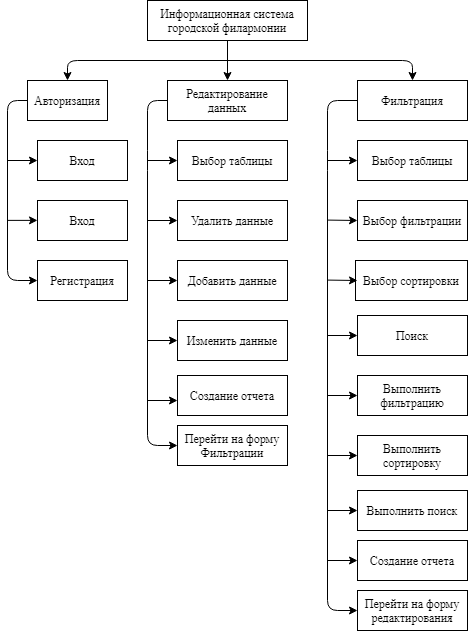 Информационная система
городской филармонии
Авторизация
Вход
Вход
Регистрация
Редактирование
данных
Выбор таблицы
Удалить данные
Добавить данные
Изменить данные
Создание отчета
Перейти на форму
Фильтрации
Фильтрация
Выбор таблицы
Выбор фильтрации
Выбор сортировки
Поиск
Выполнить
фильтрацию
Выполнить
сортировку
Выполнить поиск
Создание отчета
Перейти на форму
редактирования